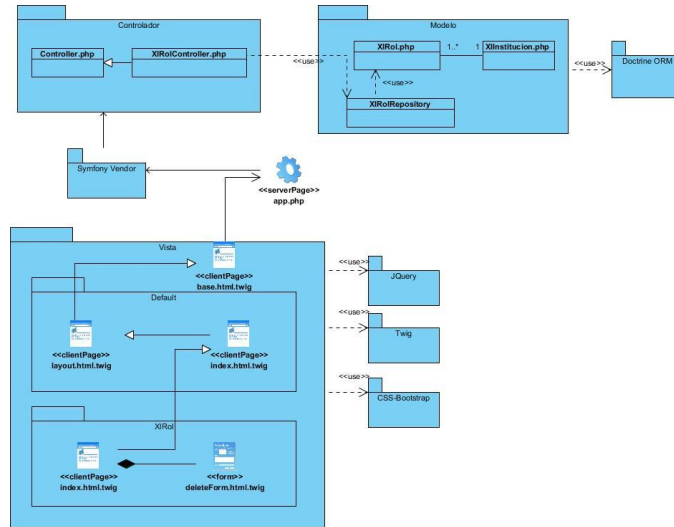 Controlador
Controller.php
XIRolController.php
<<use>>
Modelo
XIRol.php
1..*
1
XIInstitucion.php
<<use>>
XIRolRepository
<<use>>
Doctrine ORM
Symfony Vendor
<<serverPage>>
app.php
Vista
<<clientPage>>
base.html.twig
Default
<<clientPage>>
layout.html.twig
<<clientPage>>
index.html.twig
XIRol
<<clientPage>>
index.html.twig
<<form>>
deleteForm.html.twig
<<use>>
JQuery
<<use>>
Twig
<<use>>
CSS-Bootstrap